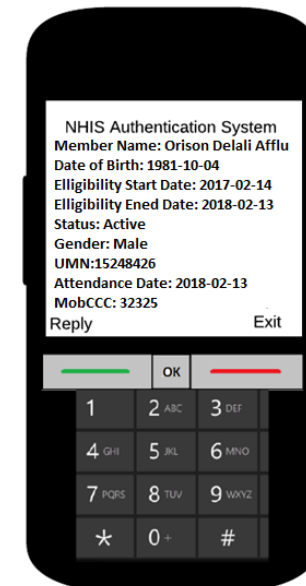 NHIS Authentication System
Member Name: Orison Delali Afflu
Date of Birth: 1981-10-04
Elligibility Start Date: 2017-02-14
Elligibility Ened Date: 2018-02-13
Status: Active
Gender: Male
UMN:15248426
Attendance Date: 2018-02-13
MobCCC: 32325
Reply Exit
OK
1 2 ABC 3 DEF
4 GHI 5 JKL 6 MNO
7 PQRS 8 TUV 9 WXYZ
* 0 + #